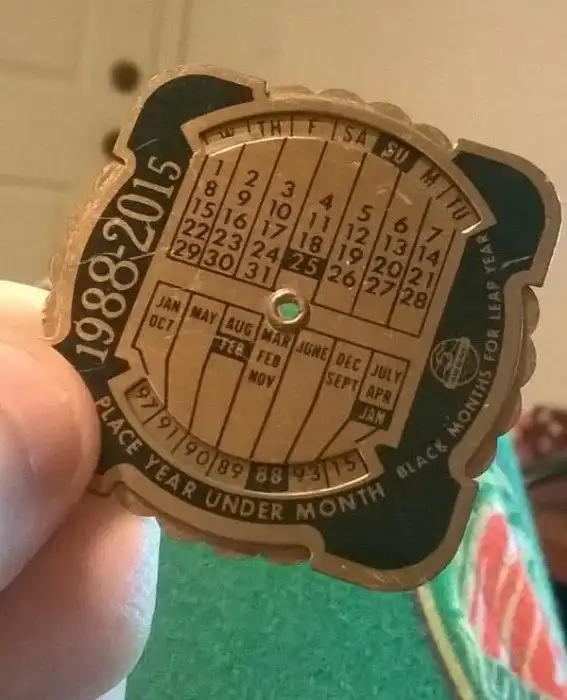 W TH F SA SU M TU
1 2 3 4 5 6 7
8 9 10 11 12 13 14
15 16 17 18 19 20 21
22 23 24 25 26 27 28
29 30 31
JAN MAY AUG MAR JUNE DEC JULY
OCT FEB FEB SEPT APR
NOV JAN
97 91 90 89 88 93 15
1988-2015
PLACE YEAR UNDER MONTH
BLACK MONTHS FOR LEAP YEAR